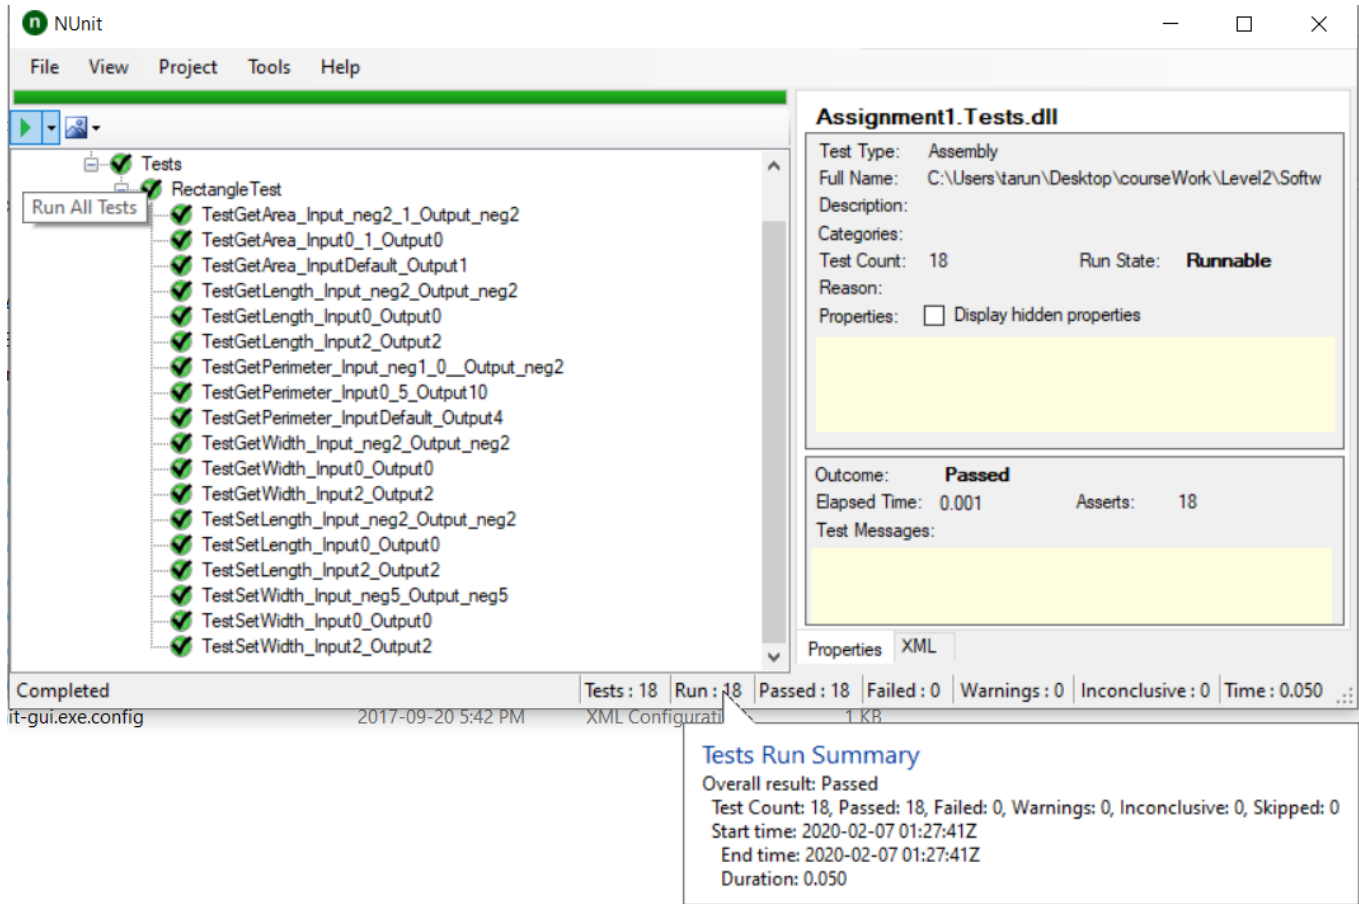 NUnit
File View Project Tools Help
Tests
RectangleTest
Run All Tests
TestGetArea_Input_neg2_1_Output_neg2
TestGetArea_Input0_1_Output0
TestGetArea_InputDefault_Output1
TestGetLength_Input_neg2_Output_neg2
TestGetLength_Input0_Output0
TestGetLength_Input2_Output2
TestGetPerimeter_Input_neg1_0__Output_neg2
TestGetPerimeter_Input0_5_Output10
TestGetPerimeter_InputDefault_Output4
TestGetWidth_Input_neg2_Output_neg2
TestGetWidth_Input0_Output0
TestGetWidth_Input2_Output2
TestSetLength_Input_neg2_Output_neg2
TestSetLength_Input0_Output0
TestSetLength_Input2_Output2
TestSetWidth_Input_neg5_Output_neg5
TestSetWidth_Input0_Output0
TestSetWidth_Input2_Output2
Assignment1.Tests.dll
Test Type: Assembly
Full Name: C:\Users\tarun\Desktop\courseWork\Level2\Softw
Description:
Categories:
Test Count: 18 Run State: Runnable
Reason:
Properties: Display hidden properties
Outcome: Passed
Elapsed Time: 0.001 Asserts: 18
Test Messages:
Properties XML
Completed Tests : 18 Run : 18 Passed : 18 Failed : 0 Warnings : 0 Inconclusive : 0 Time : 0.050
it-gui.exe.config 2017-09-20 5:42 PM XML Configurati 1 KB
Tests Run Summary
Overall result: Passed
Test Count: 18, Passed: 18, Failed: 0, Warnings: 0, Inconclusive: 0, Skipped: 0
Start time: 2020-02-07 01:27:41Z
End time: 2020-02-07 01:27:41Z
Duration: 0.050